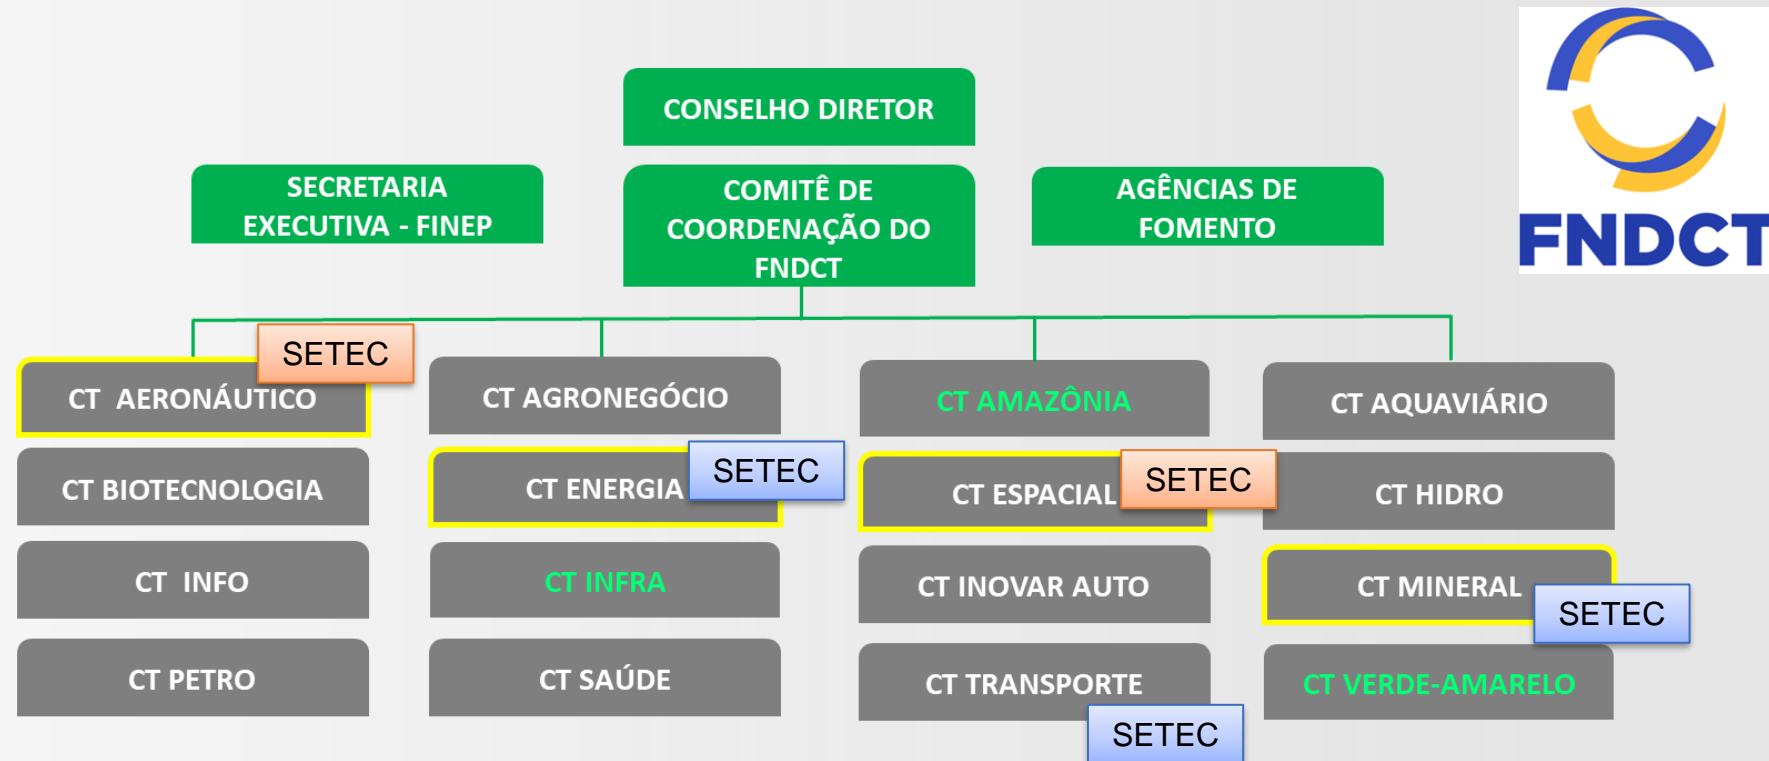 CONSELHO DIRETOR
SECRETARIA
EXECUTIVA - FINEP
COMITÊ DE
COORDENAÇÃO DO
FNDCT
AGÊNCIAS DE
FOMENTO
FNDCT
SETEC
CT AERONÁUTICO
CT AGRONEGÓCIO
CT AMAZÔNIA
CT AQUAVIÁRIO
CT BIOTECNOLOGIA
CT ENERGIA
SETEC
CT ESPACIAL
SETEC
CT HIDRO
CT INFO
CT INFRA
CT INOVAR AUTO
CT MINERAL
SETEC
CT PETRO
CT SAÚDE
CT TRANSPORTE
SETEC
CT VERDE-AMARELO